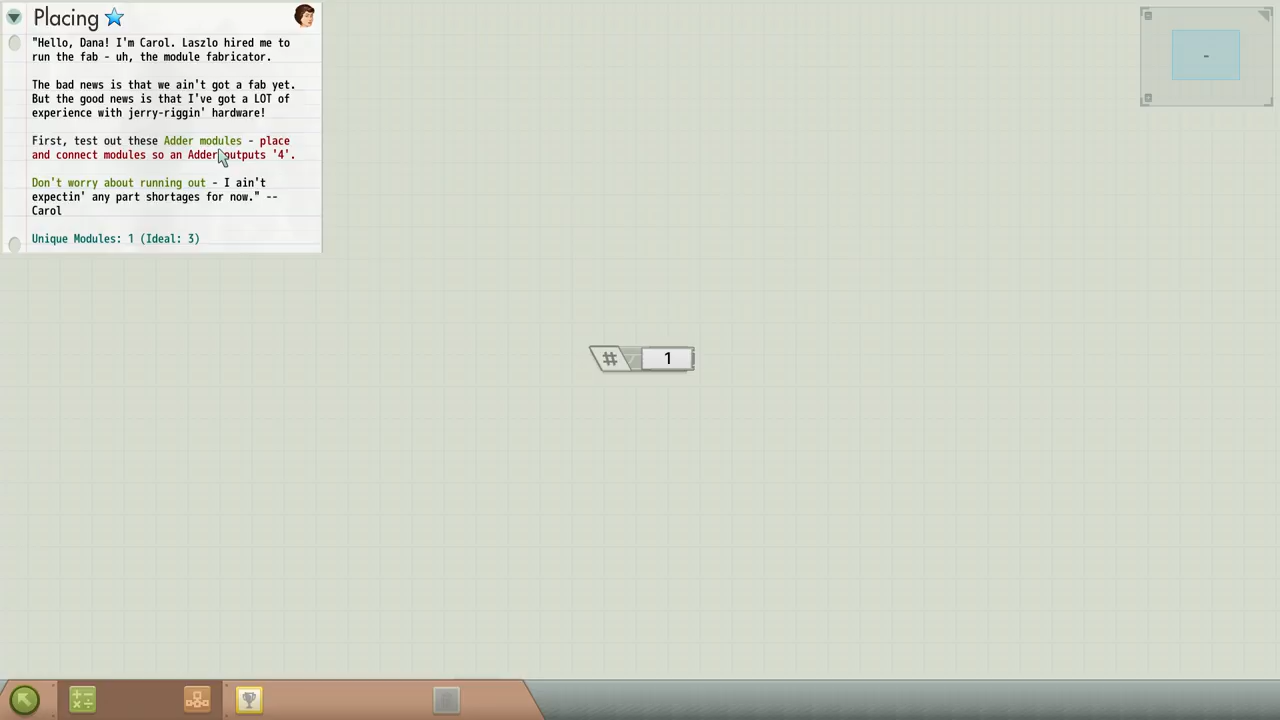 Placing
"Hello, Dana! I'm Carol. Laszlo hired me to
run the fab - uh, the module fabricator.
The bad news is that we ain't got a fab yet.
But the good news is that I've got a LOT of
experience with jerry-riggin' hardware!
First, test out these Adder modules - place
and connect modules so an Adder outputs '4'.
Don't worry about running out - I ain't
expectin' any part shortages for now." --
Carol
Unique Modules: 1 (Ideal: 3)
# 1